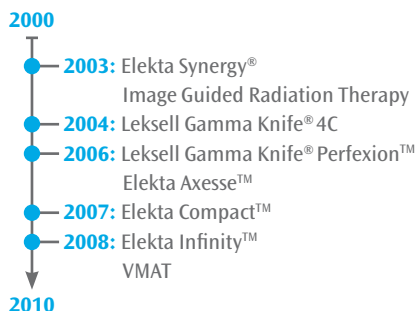 2000
2003: Elekta Synergy®
Image Guided Radiation Therapy
2004: Leksell Gamma Knife® 4C
2006: Leksell Gamma Knife® Perfexion™
Elekta Axesse™
2007: Elekta Compact™
2008: Elekta Infinity™
VMAT
2010